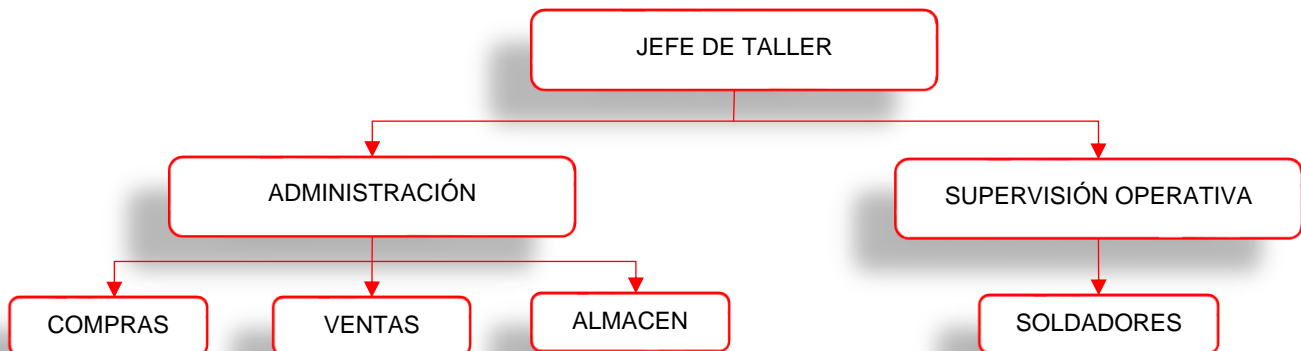 JEFE DE TALLER
ADMINISTRACIÓN
SUPERVISIÓN OPERATIVA
COMPRAS
VENTAS
ALMACEN
SOLDADORES